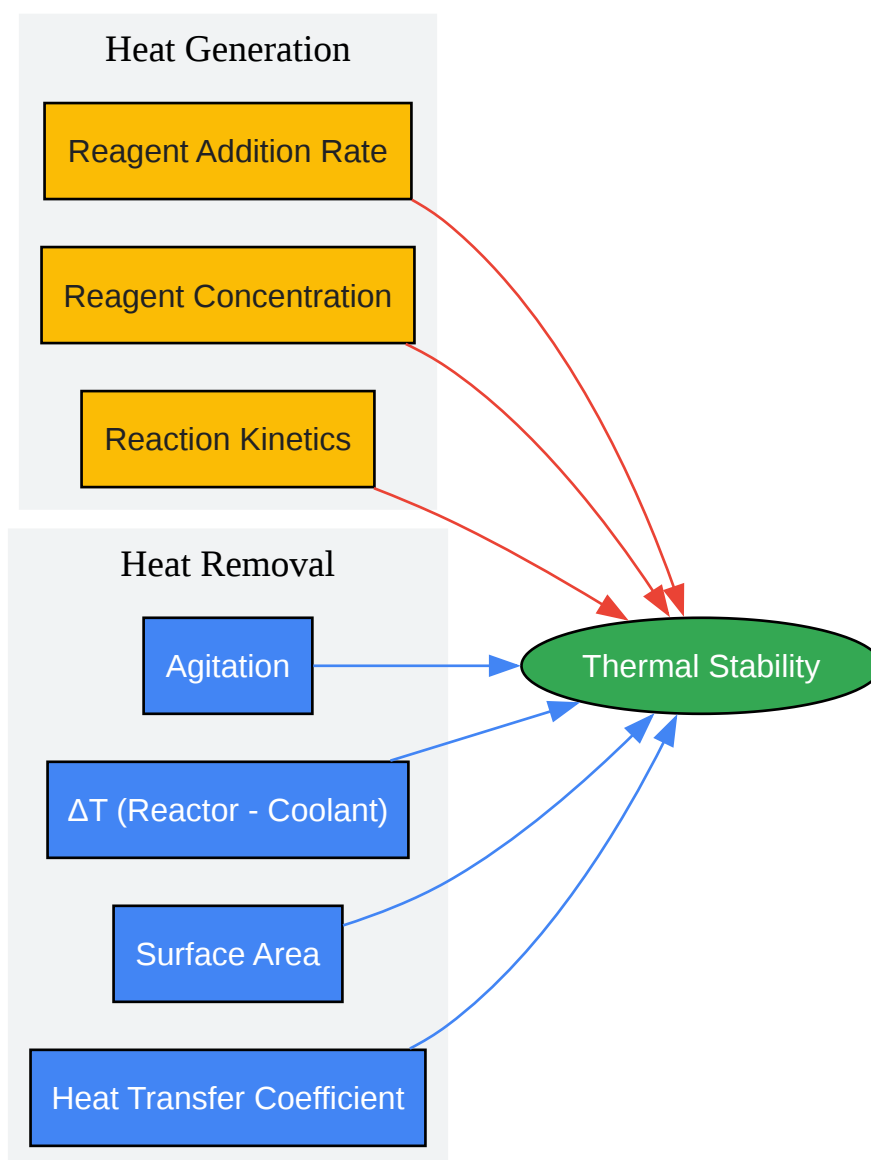 Heat Generation
Reagent Addition Rate
Reagent Concentration
Reaction Kinetics
Heat Removal
Agitation
Thermal Stability
ΔT (Reactor - Coolant)
Surface Area
Heat Transfer Coefficient